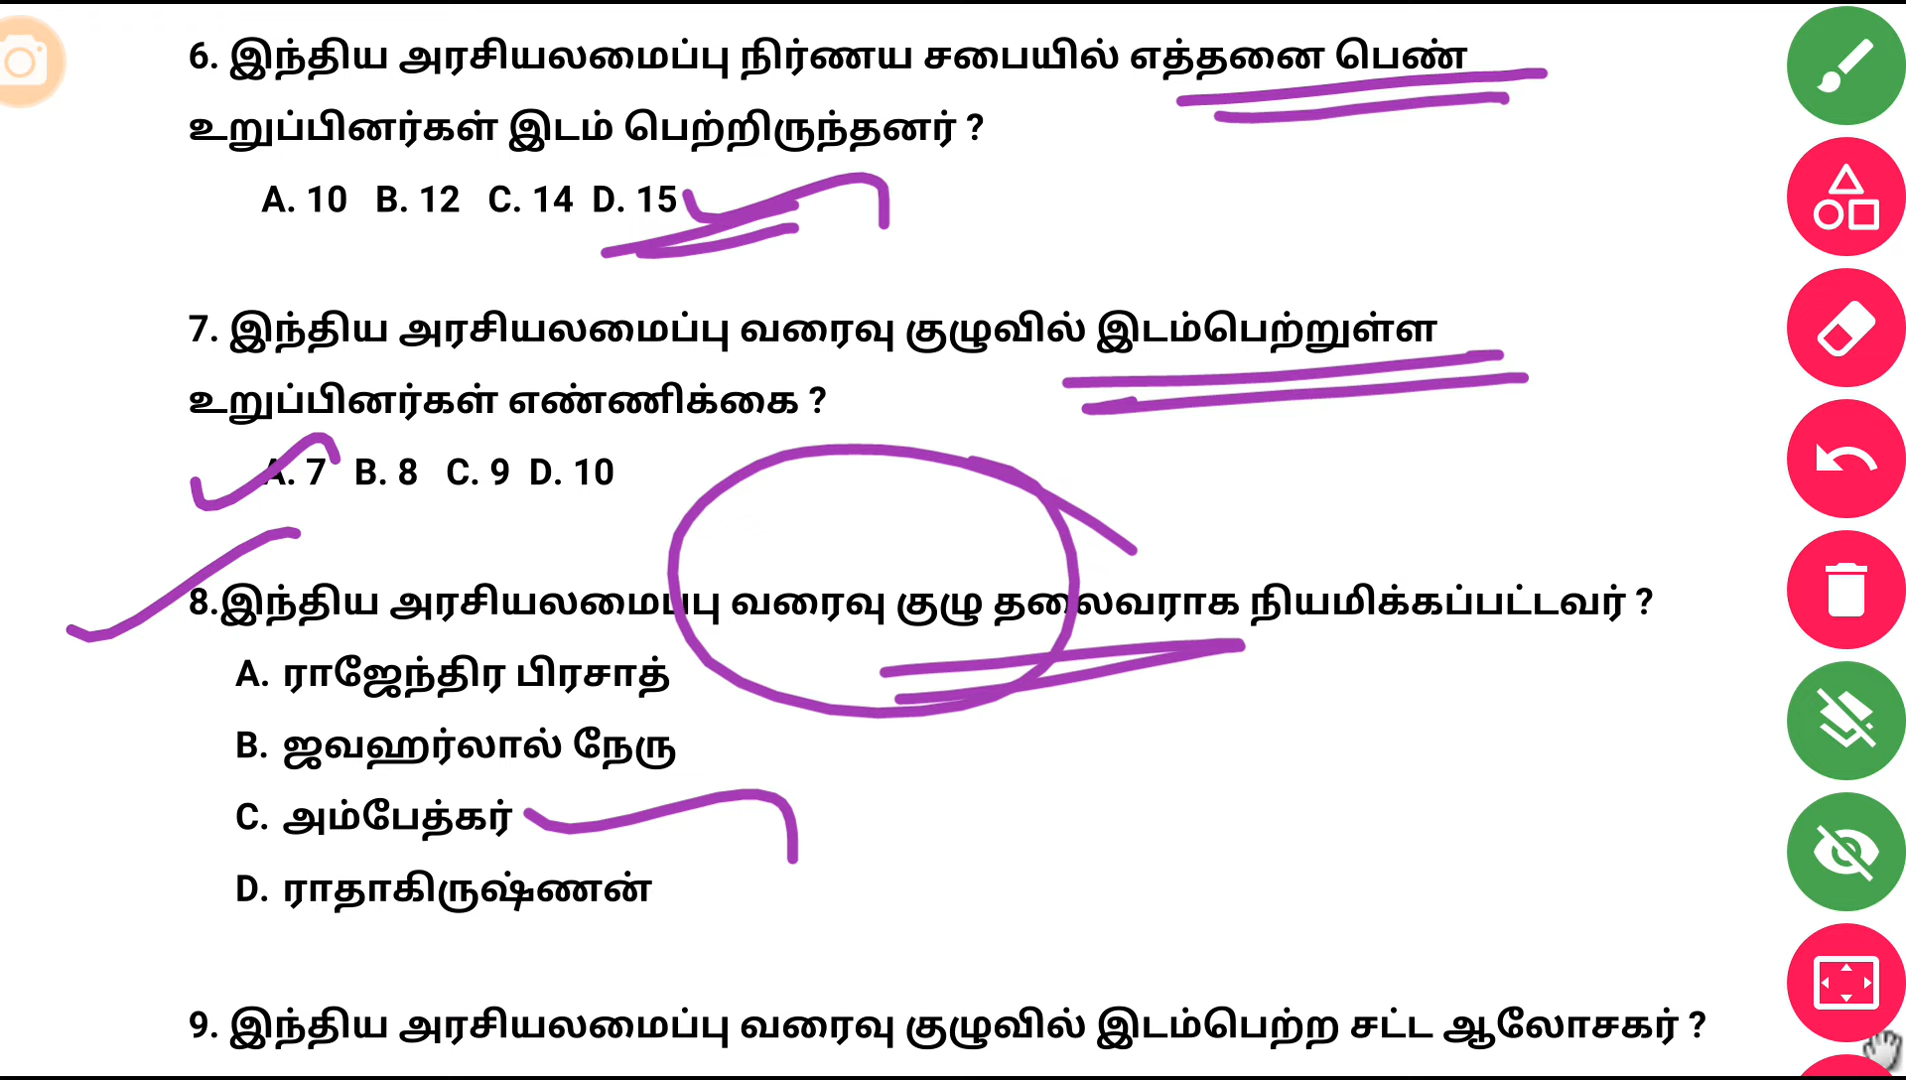 6. இந்திய அரசியலமைப்பு நிர்ணய சபையில் எத்தனை பெண்
உறுப்பினர்கள் இடம் பெற்றிருந்தனர் ?
A. 10 B. 12 C. 14 D. 15
7. இந்திய அரசியலமைப்பு வரைவு குழுவில் இடம்பெற்றுள்ள
உறுப்பினர்கள் எண்ணிக்கை ?
A. 7 B. 8 C. 9 D. 10
8.இந்திய அரசியலமைப்பு வரைவு குழு தலைவராக நியமிக்கப்பட்டவர் ?
A. ராஜேந்திர பிரசாத்
B. ஜவஹர்லால் நேரு
C. அம்பேத்கர்
D. ராதாகிருஷ்ணன்
9. இந்திய அரசியலமைப்பு வரைவு குழுவில் இடம்பெற்ற சட்ட ஆலோசகர் ?